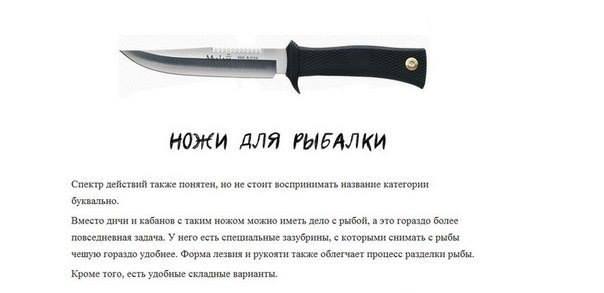 НОЖИ ДЛЯ РЫБАЛКИ
Спектр действий также понятен, но не стоит воспринимать название категории
буквально.
Вместо дичи и кабанов с таким ножом можно иметь дело с рыбой, а это гораздо более
повседневная задача. У него есть специальные зазубрины, с которыми снимать с рыбы
чешую гораздо удобнее. Форма лезвия и рукояти также облегчает процесс разделки рыбы.
Кроме того, есть удобные складные варианты.